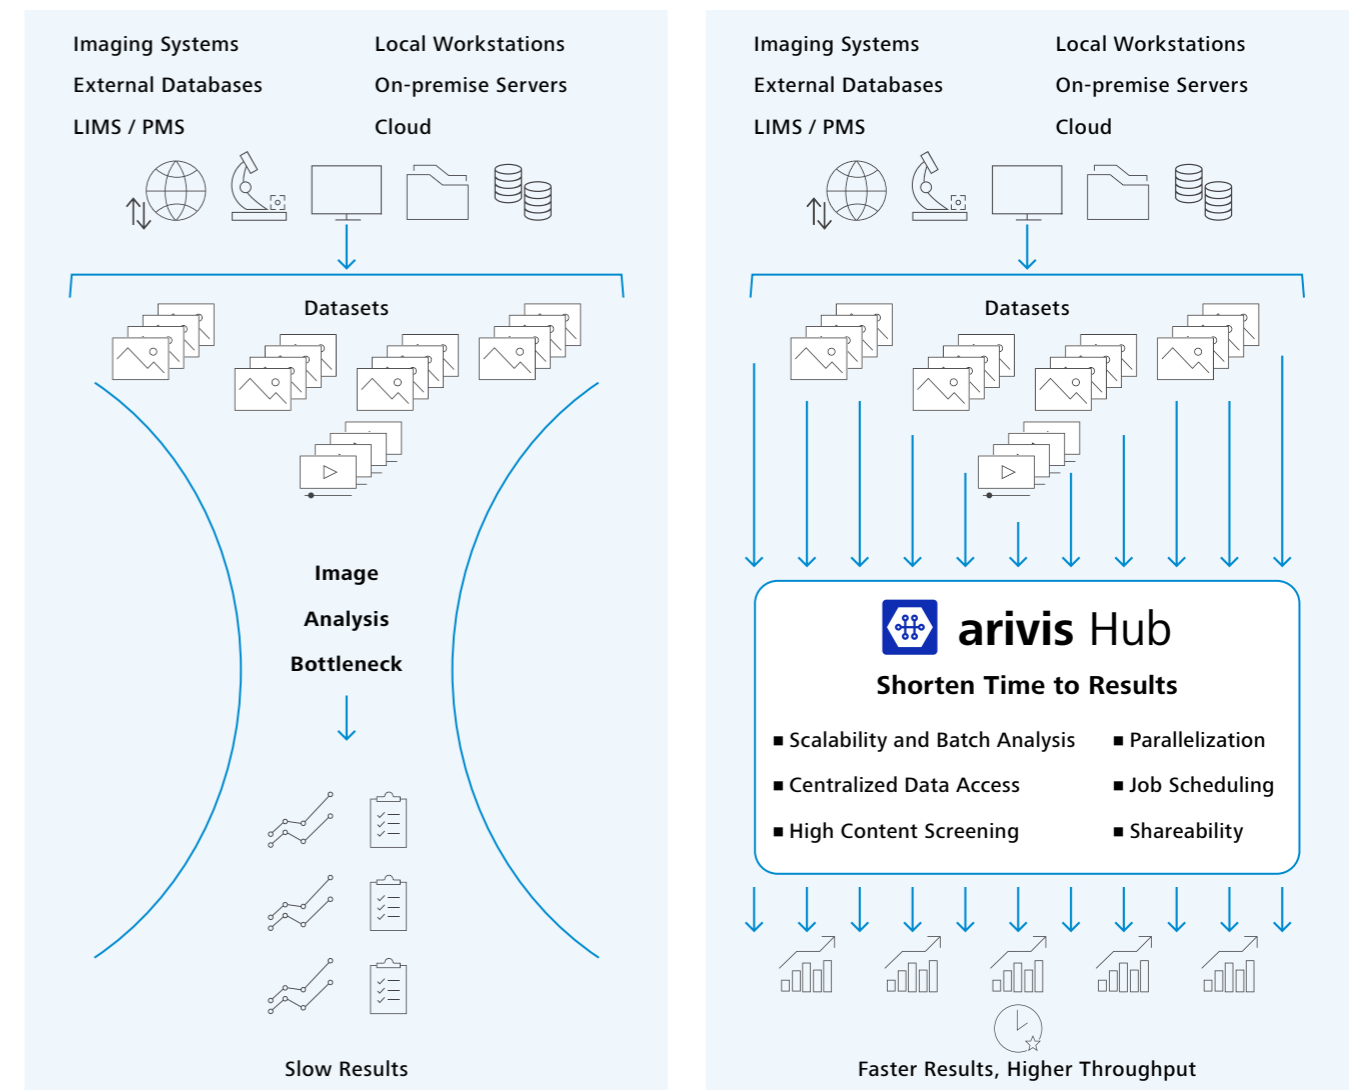 Imaging Systems
Local Workstations
External Databases
On-premise Servers
LIMS / PMS
Cloud
Datasets
Image
Analysis
Bottleneck
Slow Results
Imaging Systems
Local Workstations
External Databases
On-premise Servers
LIMS / PMS
Cloud
Datasets
arivis Hub
Shorten Time to Results
■ Scalability and Batch Analysis
■ Parallelization
■ Centralized Data Access
■ Job Scheduling
■ High Content Screening
■ Shareability
Faster Results, Higher Throughput